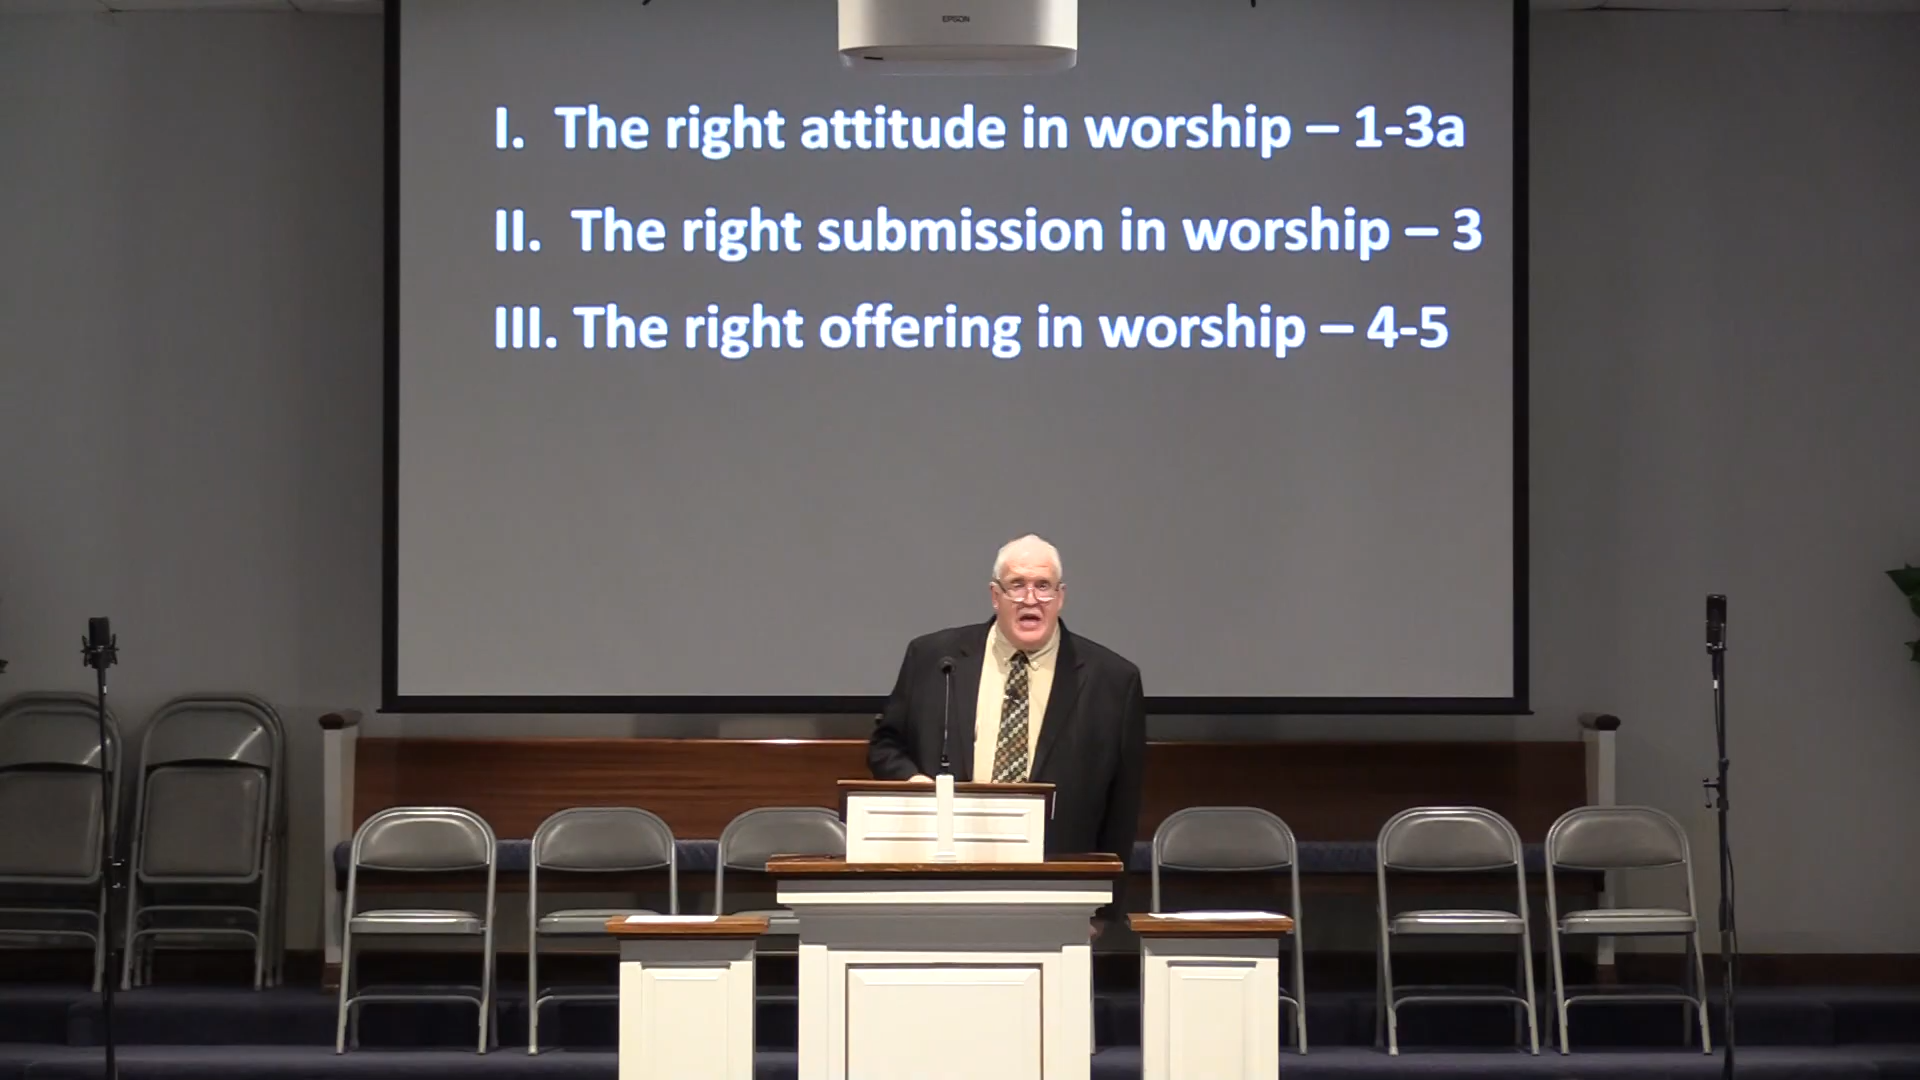 EPSON
I. The right attitude in worship – 1-3a
II. The right submission in worship – 3
III. The right offering in worship – 4-5